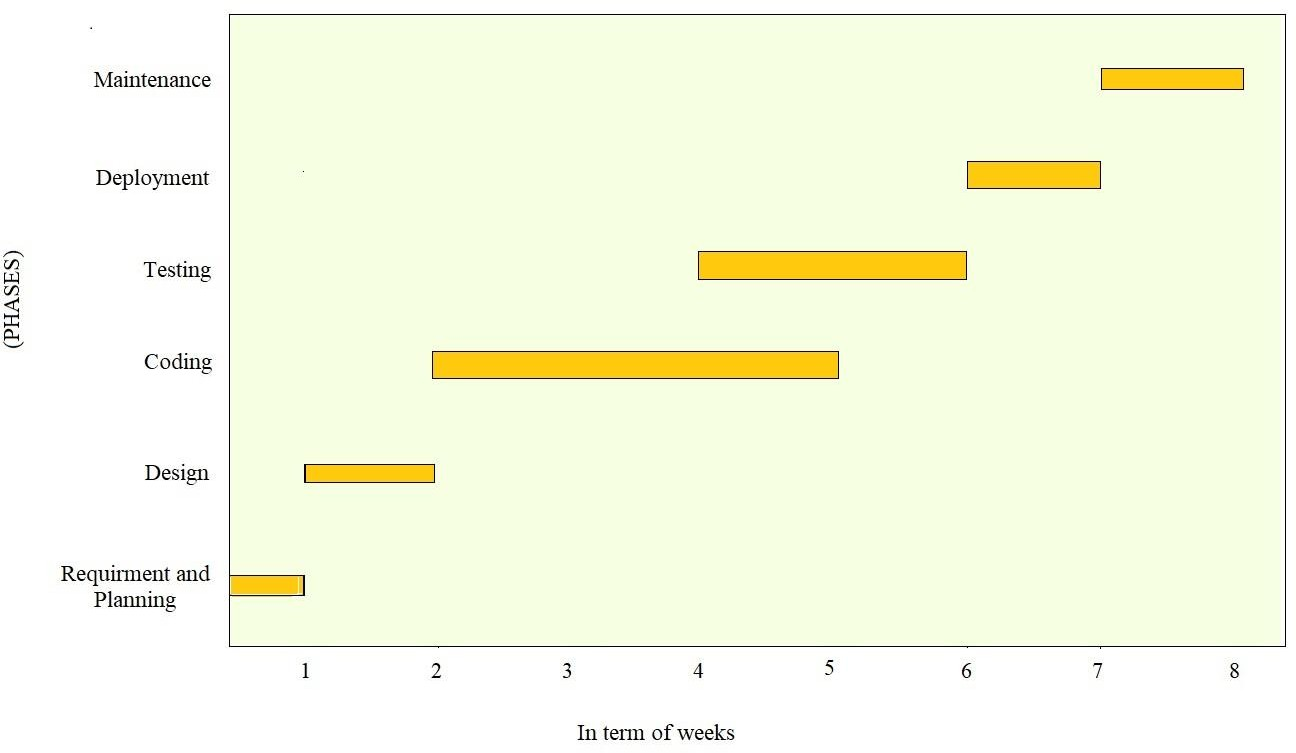 Maintenance
Deployment
Testing
(PHASES)
Coding
Design
Requirment and
Planning
1 2 3 4 5 6 7 8
In term of weeks